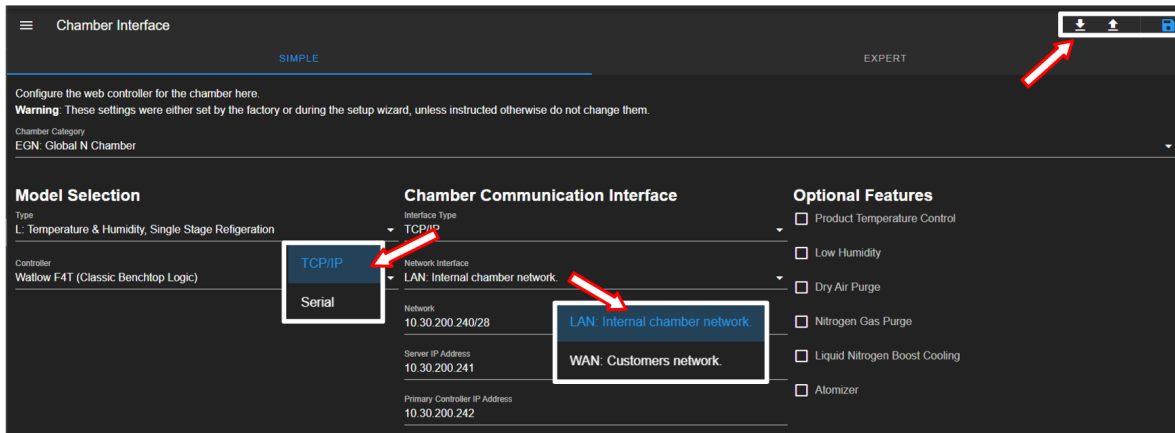 Chamber Interface
SIMPLE
EXPERT
Configure the web controller for the chamber here.
Warning: These settings were either set by the factory or during the setup wizard, unless instructed otherwise do not change them.
Chamber Category
EGN: Global N Chamber
Model Selection
Type
L: Temperature & Humidity, Single Stage Refigeration
Controller
Watlow F4T (Classic Benchtop Logic)
TCP/IP
Serial
Chamber Communication Interface
Interface Type
TCP/IP
Network Interface
LAN: Internal chamber network.
Network
10.30.200.240/28
Server IP Address
10.30.200.241
Primary Controller IP Address
10.30.200.242
LAN: Internal chamber network.
WAN: Customers network.
Optional Features
Product Temperature Control
Low Humidity
Dry Air Purge
Nitrogen Gas Purge
Liquid Nitrogen Boost Cooling
Atomizer